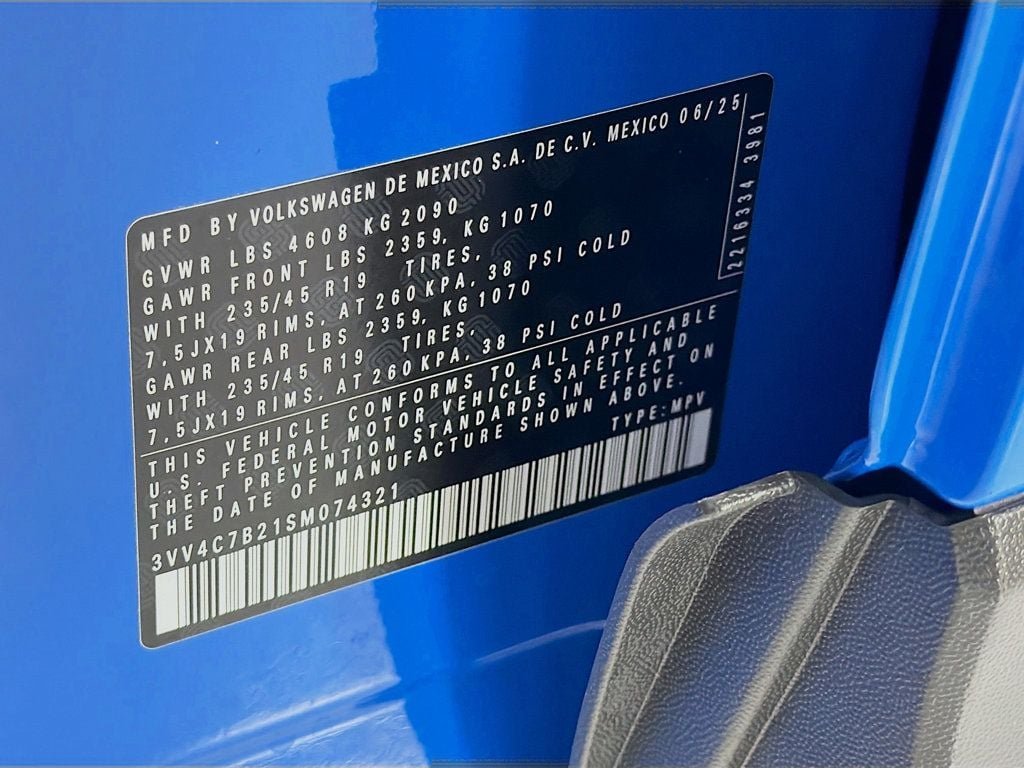 MFD BY VOLKSWAGEN DE MEXICO S.A. DE C.V. MEXICO 06/25
GVWR LBS 4608 KG 2090
GAWR FRONT LBS 2359, KG 1070
WITH 235/45 R19 TIRES,
7,5JX19 RIMS, AT 260 KPA, 38 PSI COLD
GAWR REAR LBS 2359, KG 1070
WITH 235/45 R19 TIRES,
7,5JX19 RIMS, AT 260 KPA, 38 PSI COLD
2216334 3981
THIS VEHICLE CONFORMS TO ALL APPLICABLE
U.S. FEDERAL MOTOR VEHICLE SAFETY AND
THEFT PREVENTION STANDARDS IN EFFECT ON
THE DATE OF MANUFACTURE SHOWN ABOVE.
3VV4C7B21SM074321 TYPE: MPV